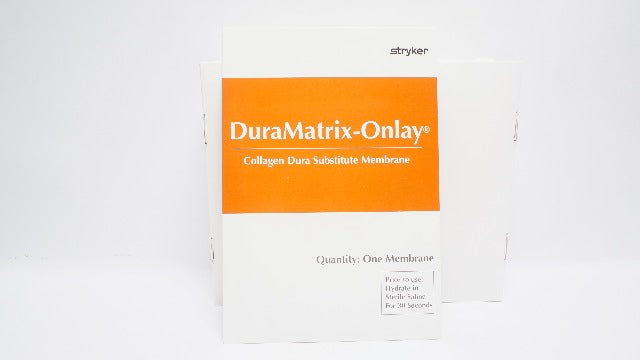 stryker
DuraMatrix-Onlay®
Collagen Dura Substitute Membrane
Quantity: One Membrane
Prior to use:
Hydrate in
Sterile Saline
For 30 Seconds